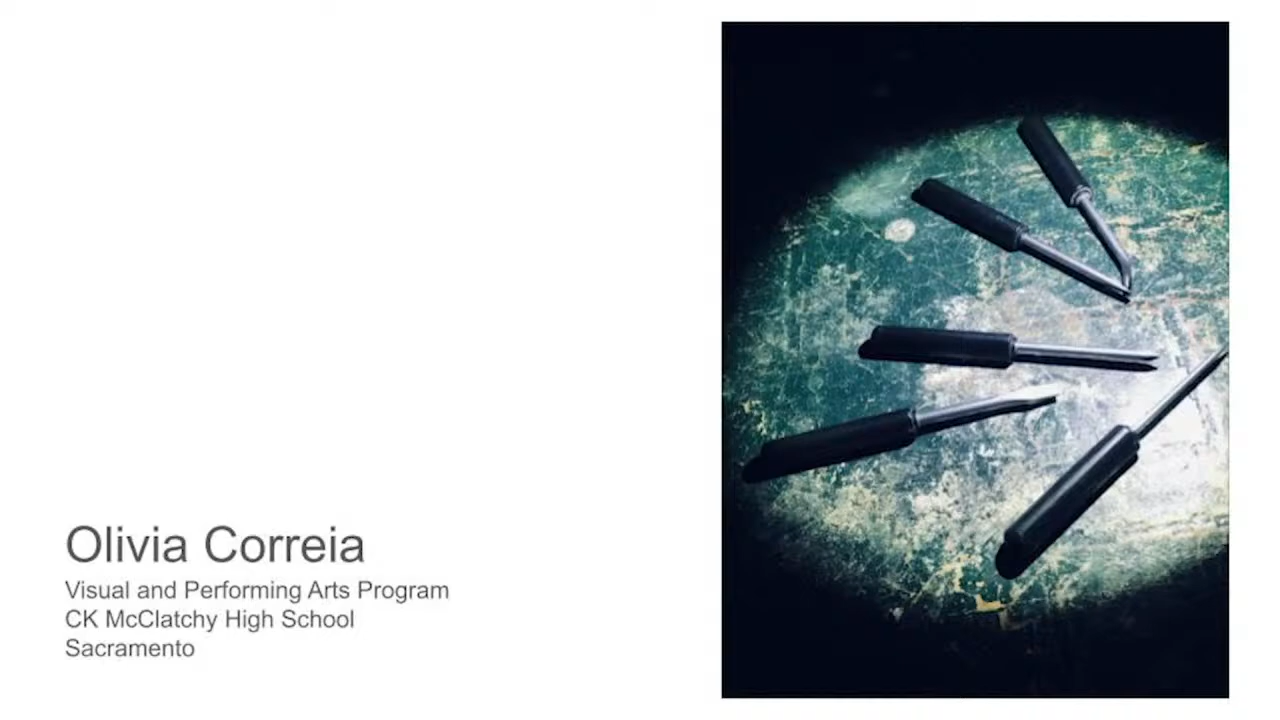 Olivia Correia
Visual and Performing Arts Program
CK McClatchy High School
Sacramento